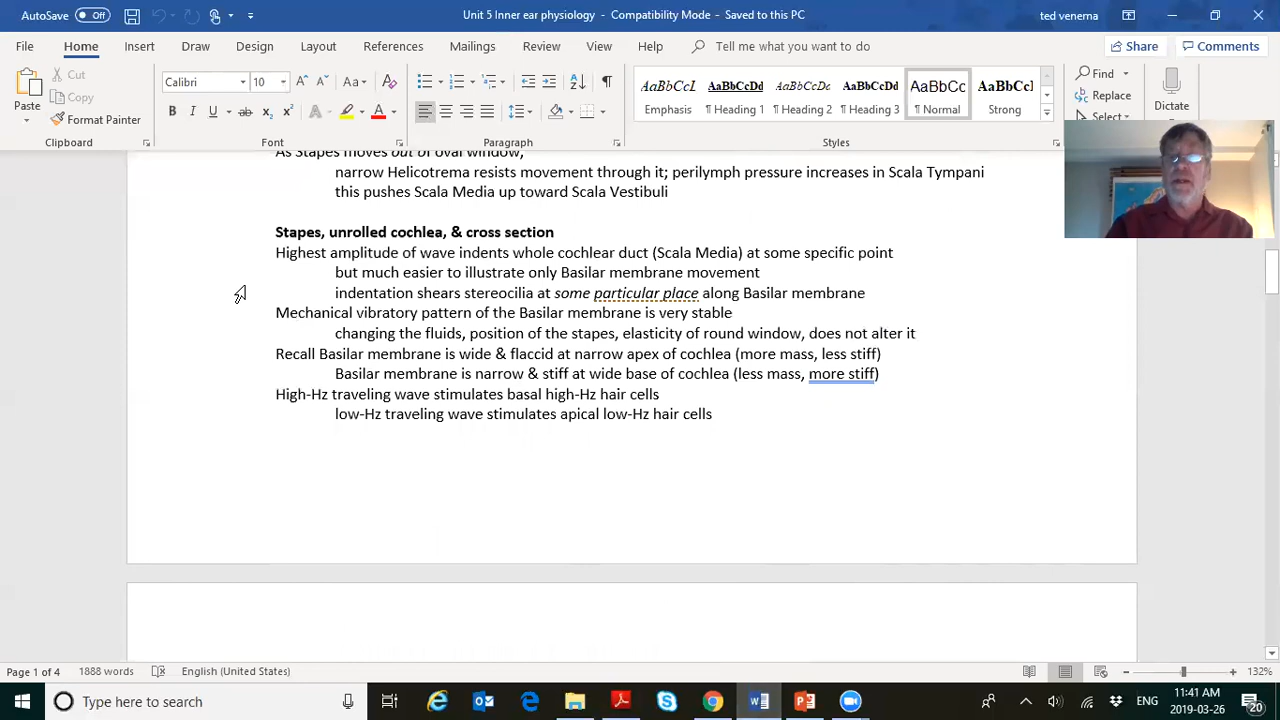 AutoSave Off Unit 5 Inner ear physiology - Compatibility Mode - Saved to this PC ted venerna
File Home Insert Draw Design Layout References Mailings Review View Help Tell me what you want to do Share Comments
Paste
Cut
Copy
Format Painter
Clipboard
Calibri 10 Aa
B I U ab x₂ x² A A
Font
Paragraph
AaBbCcL AaBbCcDd AaBbCcDc AaBbCcDd AaBbCc AaBbCcL
Emphasis ¶ Heading 1 ¶ Heading 2 ¶ Heading 3 ¶ Normal Strong
Styles
Find
Replace
Select
Dictate
As Stapes moves out of oval window,
narrow Helicotrema resists movement through it; perilymph pressure increases in Scala Tympani
this pushes Scala Media up toward Scala Vestibuli
Stapes, unrolled cochlea, & cross section
Highest amplitude of wave indents whole cochlear duct (Scala Media) at some specific point
but much easier to illustrate only Basilar membrane movement
indentation shears stereocilia at some particular place along Basilar membrane
Mechanical vibratory pattern of the Basilar membrane is very stable
changing the fluids, position of the stapes, elasticity of round window, does not alter it
Recall Basilar membrane is wide & flaccid at narrow apex of cochlea (more mass, less stiff)
Basilar membrane is narrow & stiff at wide base of cochlea (less mass, more stiff)
High-Hz traveling wave stimulates basal high-Hz hair cells
low-Hz traveling wave stimulates apical low-Hz hair cells
Page 1 of 4 1888 words English (United States) 132%
Type here to search ENG 11:41 AM
2019-03-26 20